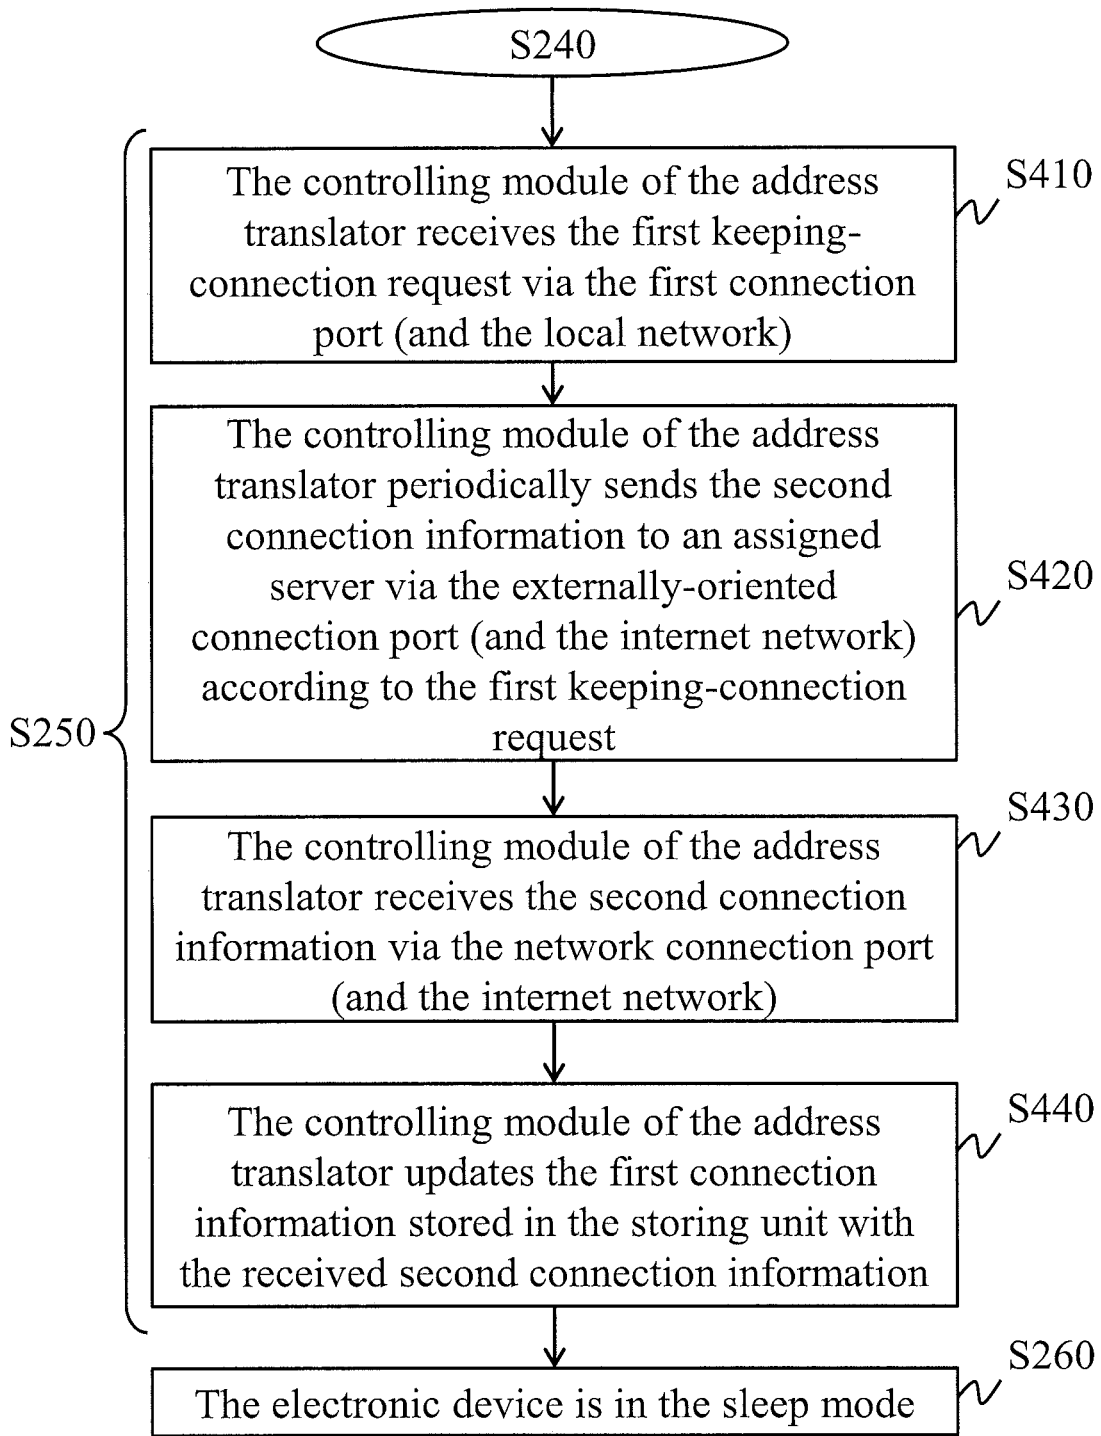 S240
S410
The controlling module of the address
translator receives the first keeping-
connection request via the first connection
port (and the local network)
The controlling module of the address
translator periodically sends the second
connection information to an assigned
server via the externally-oriented
connection port (and the internet network)
according to the first keeping-connection
request
S420
S250
S430
The controlling module of the address
translator receives the second connection
information via the network connection port
(and the internet network)
S440
The controlling module of the address
translator updates the first connection
information stored in the storing unit with
the received second connection information
S260
The electronic device is in the sleep mode